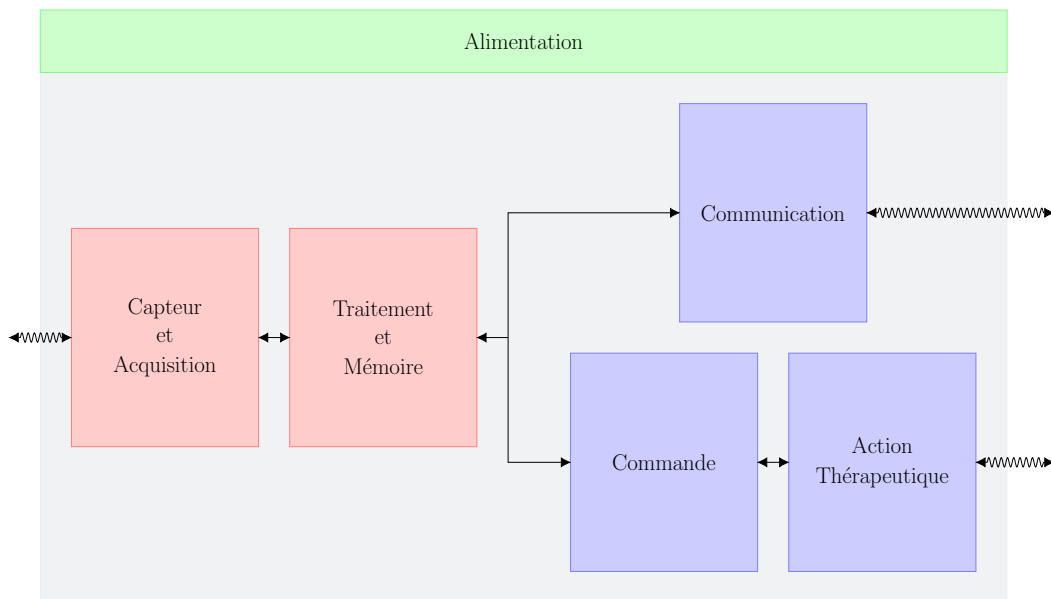 Alimentation
Communication
Capteur
et
Acquisition
Traitement
et
Mémoire
Commande
Action
Thérapeutique